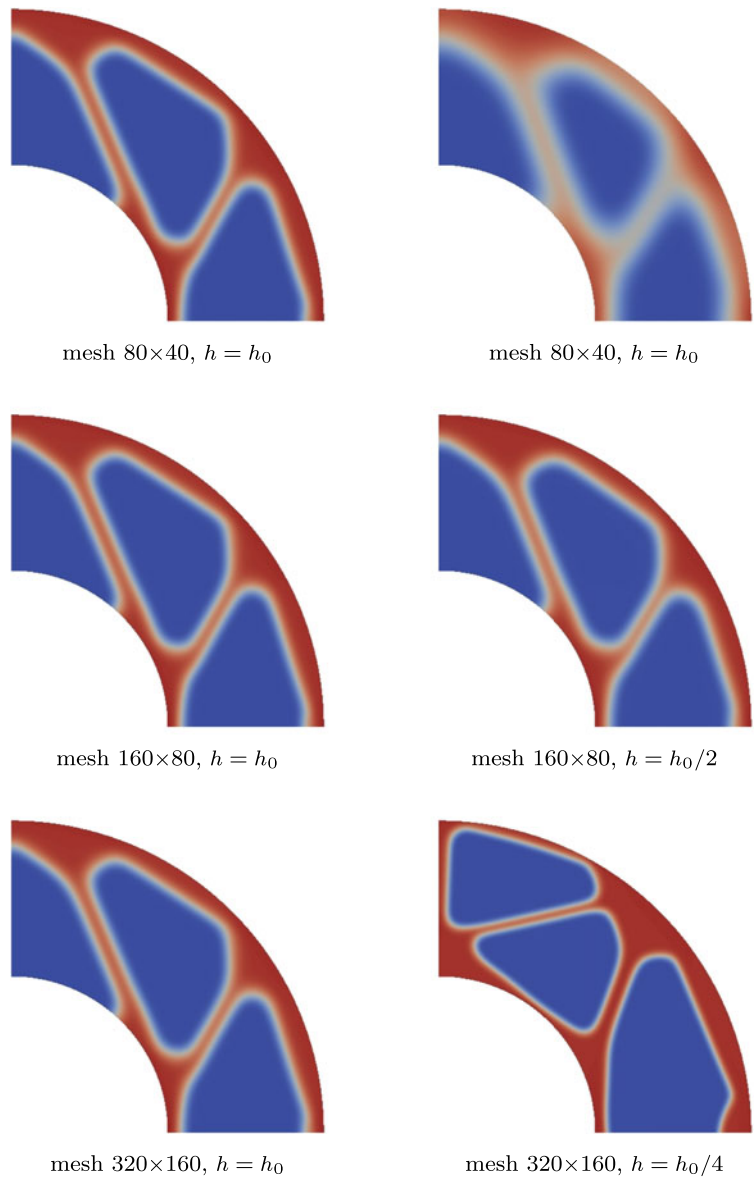 mesh 80×40, h = h₀
mesh 80×40, h = h₀
mesh 160×80, h = h₀
mesh 160×80, h = h₀/2
mesh 320×160, h = h₀
mesh 320×160, h = h₀/4